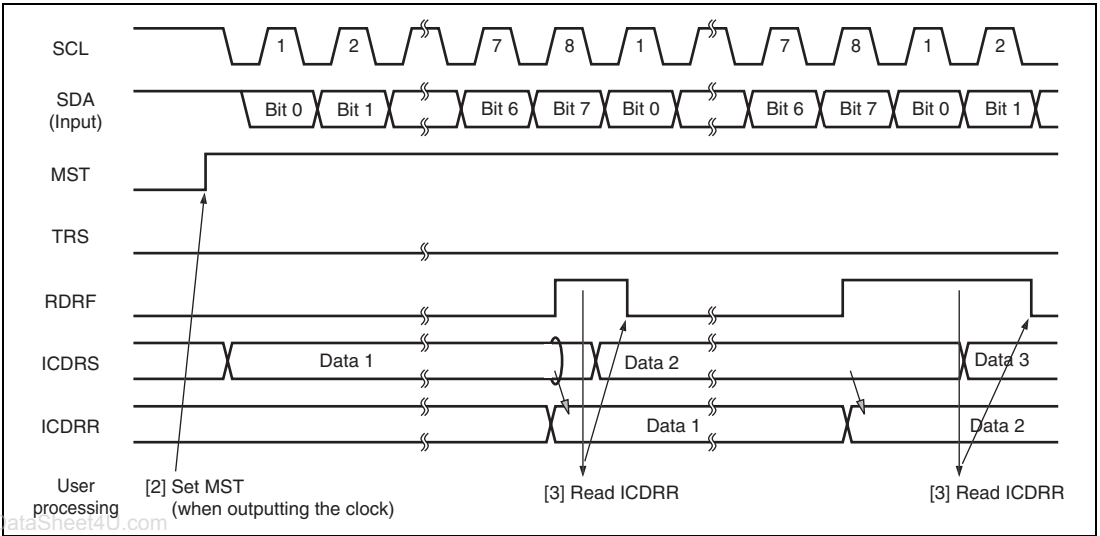 SCL 1 2 7 8 1 7 8 1 2
SDA
(Input)
Bit 0 Bit 1 Bit 6 Bit 7 Bit 0 Bit 6 Bit 7 Bit 0 Bit 1
MST
TRS
RDRF
ICDRS Data 1 Data 2 Data 3
ICDRR Data 1 Data 2
User
processing
[2] Set MST
(when outputting the clock)
[3] Read ICDRR
[3] Read ICDRR
DataSheet4U.com